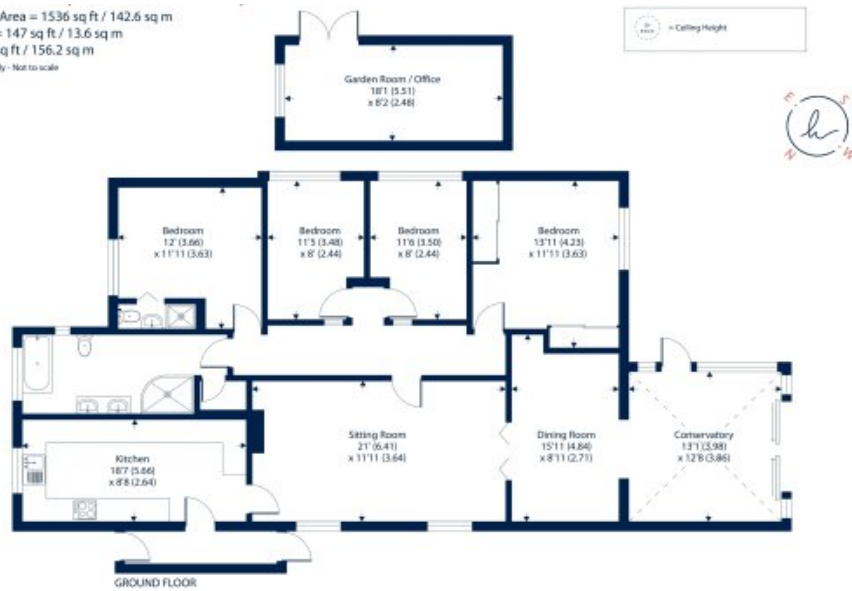 Area = 1536 sq ft / 142.6 sq m
= 147 sq ft / 13.6 sq m
q ft / 156.2 sq m
ly - Not to scale
= Ceiling Height
Garden Room / Office
18'1 (5.51)
x 8'2 (2.48)
E
S
N
W
Bedroom
12' (3.66)
x 11'11 (3.63)
Bedroom
11'5 (3.48)
x 8' (2.44)
Bedroom
11'6 (3.50)
x 8' (2.44)
Bedroom
13'11 (4.23)
x 11'11 (3.63)
Kitchen
18'7 (5.66)
x 8'8 (2.64)
Sitting Room
21' (6.41)
x 11'11 (3.64)
Dining Room
15'11 (4.84)
x 8'11 (2.71)
Conservatory
13'1 (3.98)
x 12'8 (3.86)
GROUND FLOOR